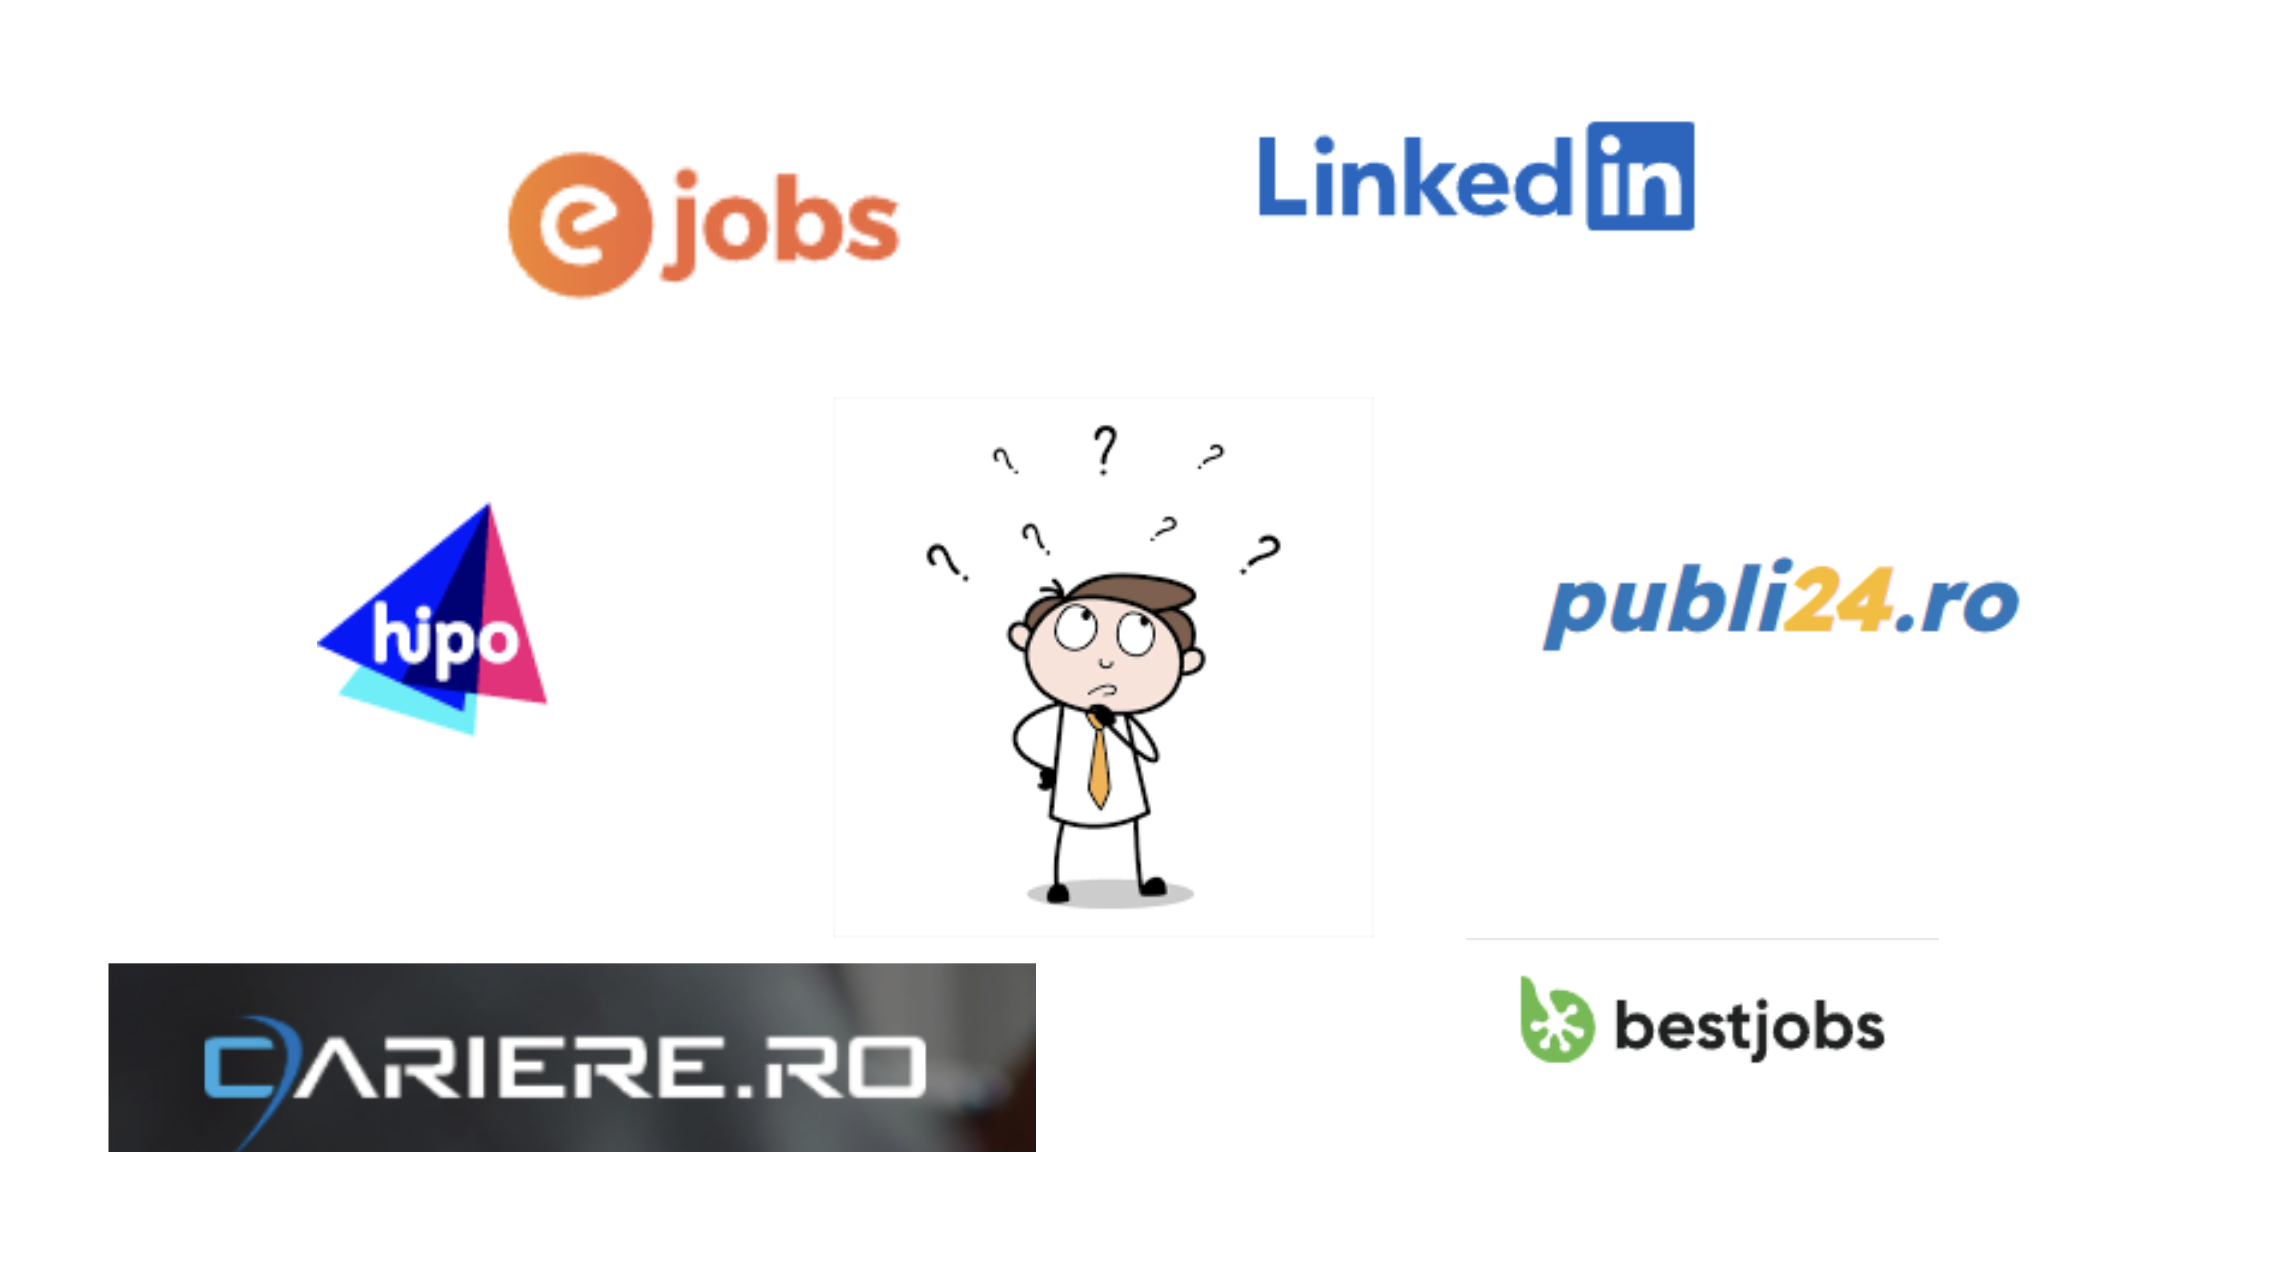 ejobs
Linkedin
? ? ?
? ? ? ?
hipo
publi24.ro
CARIERE.RO
bestjobs